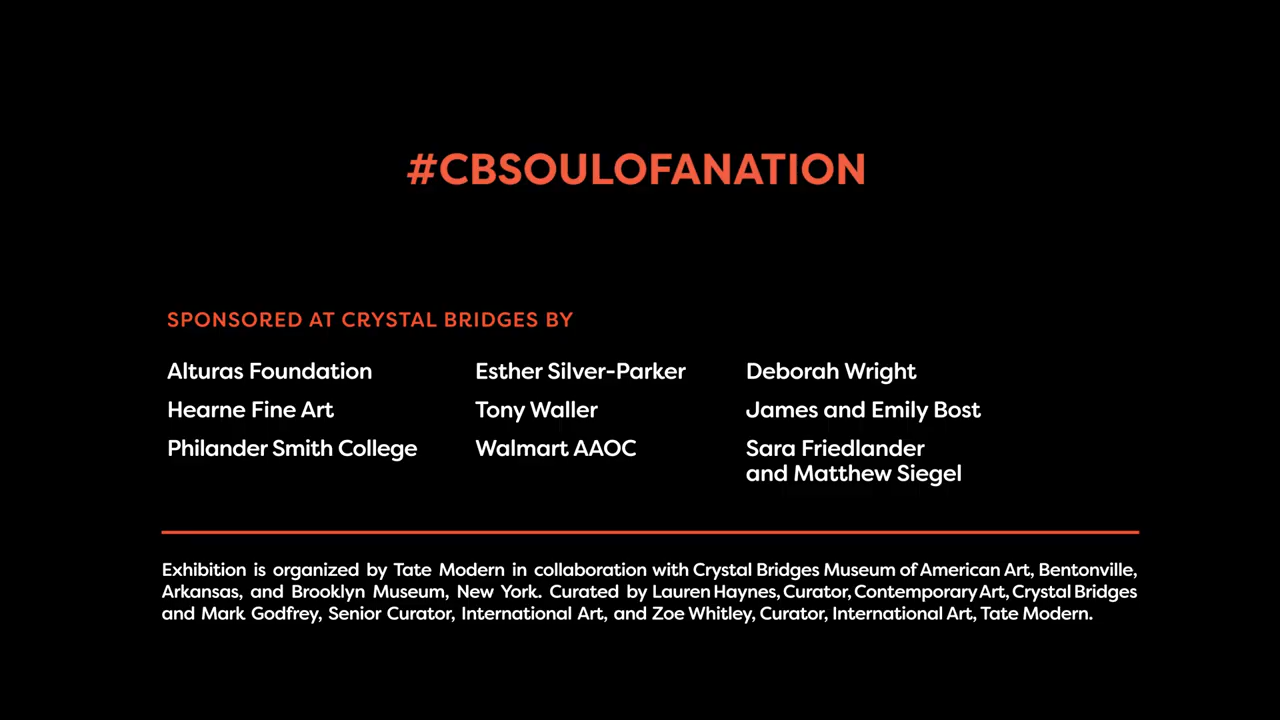 #CBSOULOFANATION
SPONSORED AT CRYSTAL BRIDGES BY
Alturas Foundation
Hearne Fine Art
Philander Smith College
Esther Silver-Parker
Tony Waller
Walmart AAOC
Deborah Wright
James and Emily Bost
Sara Friedlander
and Matthew Siegel
Exhibition is organized by Tate Modern in collaboration with Crystal Bridges Museum of American Art, Bentonville,
Arkansas, and Brooklyn Museum, New York. Curated by Lauren Haynes, Curator, Contemporary Art, Crystal Bridges
and Mark Godfrey, Senior Curator, International Art, and Zoe Whitley, Curator, International Art, Tate Modern.